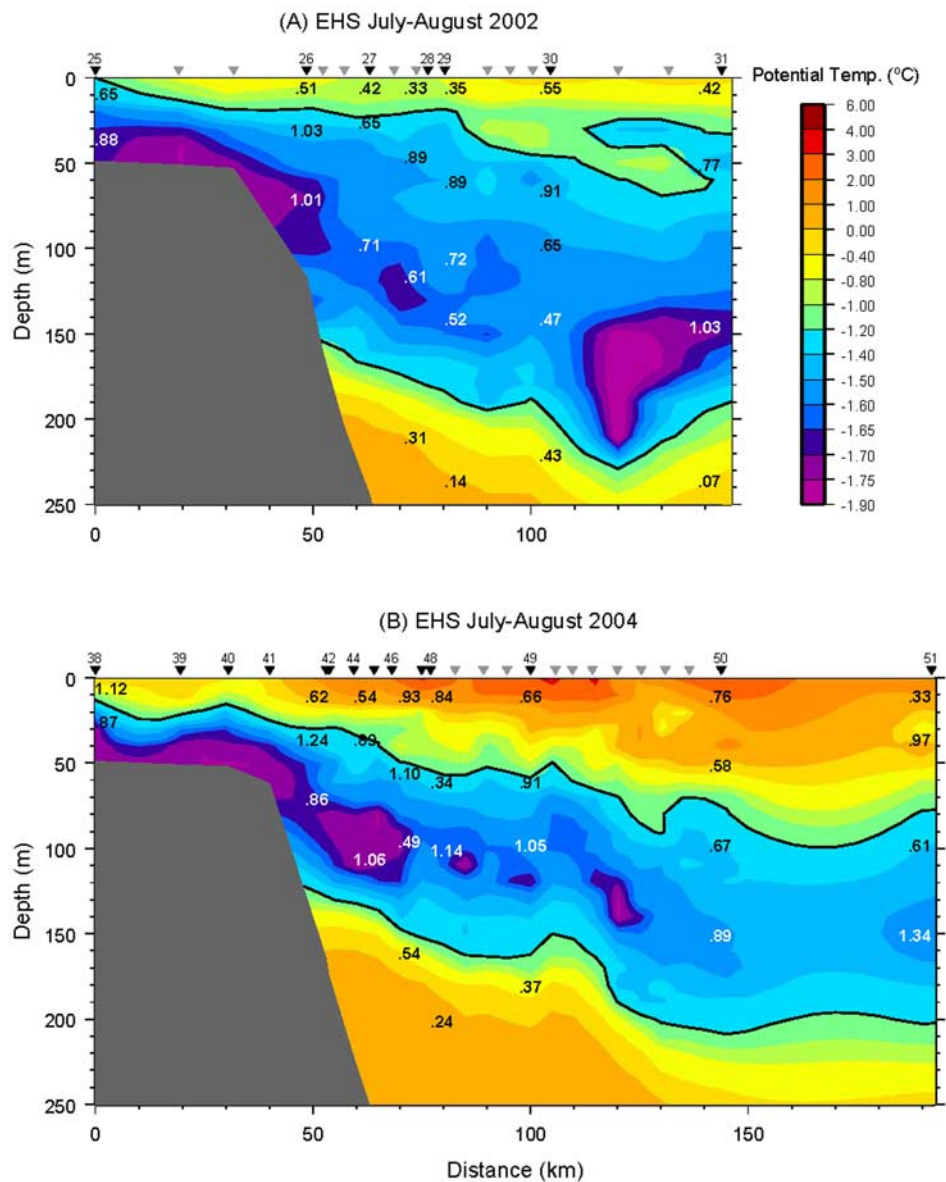 (A) EHS July-August 2002
25 26 27 28 29 30 31
Potential Temp. (ºC)
6.00
4.00
3.00
2.00
1.00
0.00
-0.40
-0.80
-1.00
-1.20
-1.40
-1.50
-1.60
-1.65
-1.70
-1.75
-1.90
Depth (m)
0
50
100
150
200
250
.65 .51 .42 .33 .35 .55 .42
.88 1.03 .65 .89 .89 .91 .77
1.01
.71 .61 .72 .65
.52 .47 1.03
.31 .14 .43 .07
0 50 100
(B) EHS July-August 2004
38 39 40 41 42 44 46 48 49 50 51
Depth (m)
0
50
100
150
200
250
1.12 .62 .54 .93 .84 .66 .76 .33
.87 1.24 .89 1.10 .34 .91 .58 .97
.86 1.06 .49 1.14 1.05 .67 .61
.89 1.34
.54 .24 .37
0 50 100 150
Distance (km)